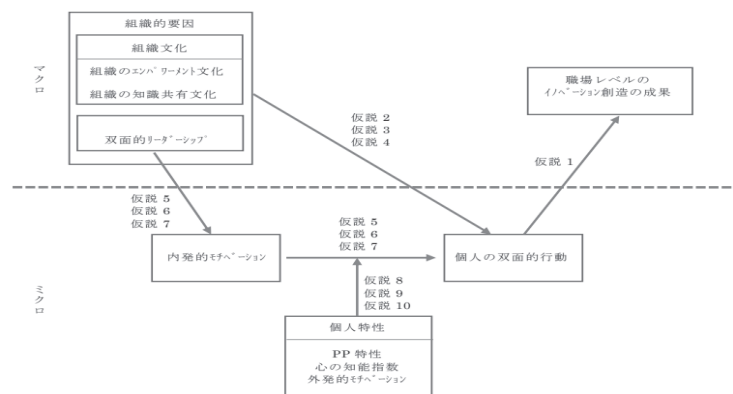 組織的要因
組織文化
組織のエンパワーメント文化
組織の知識共有文化
双面的リーダーシップ
マクロ
職場レベルの
イノベーション創造の成果
仮説 2
仮説 3
仮説 4
仮説 1
仮説 5
仮説 6
仮説 7
仮説 5
仮説 6
仮説 7
内発的モチベーション
個人の双面的行動
ミクロ
仮説 8
仮説 9
仮説 10
個人特性
PP 特性
心の知能指数
外発的モチベーション